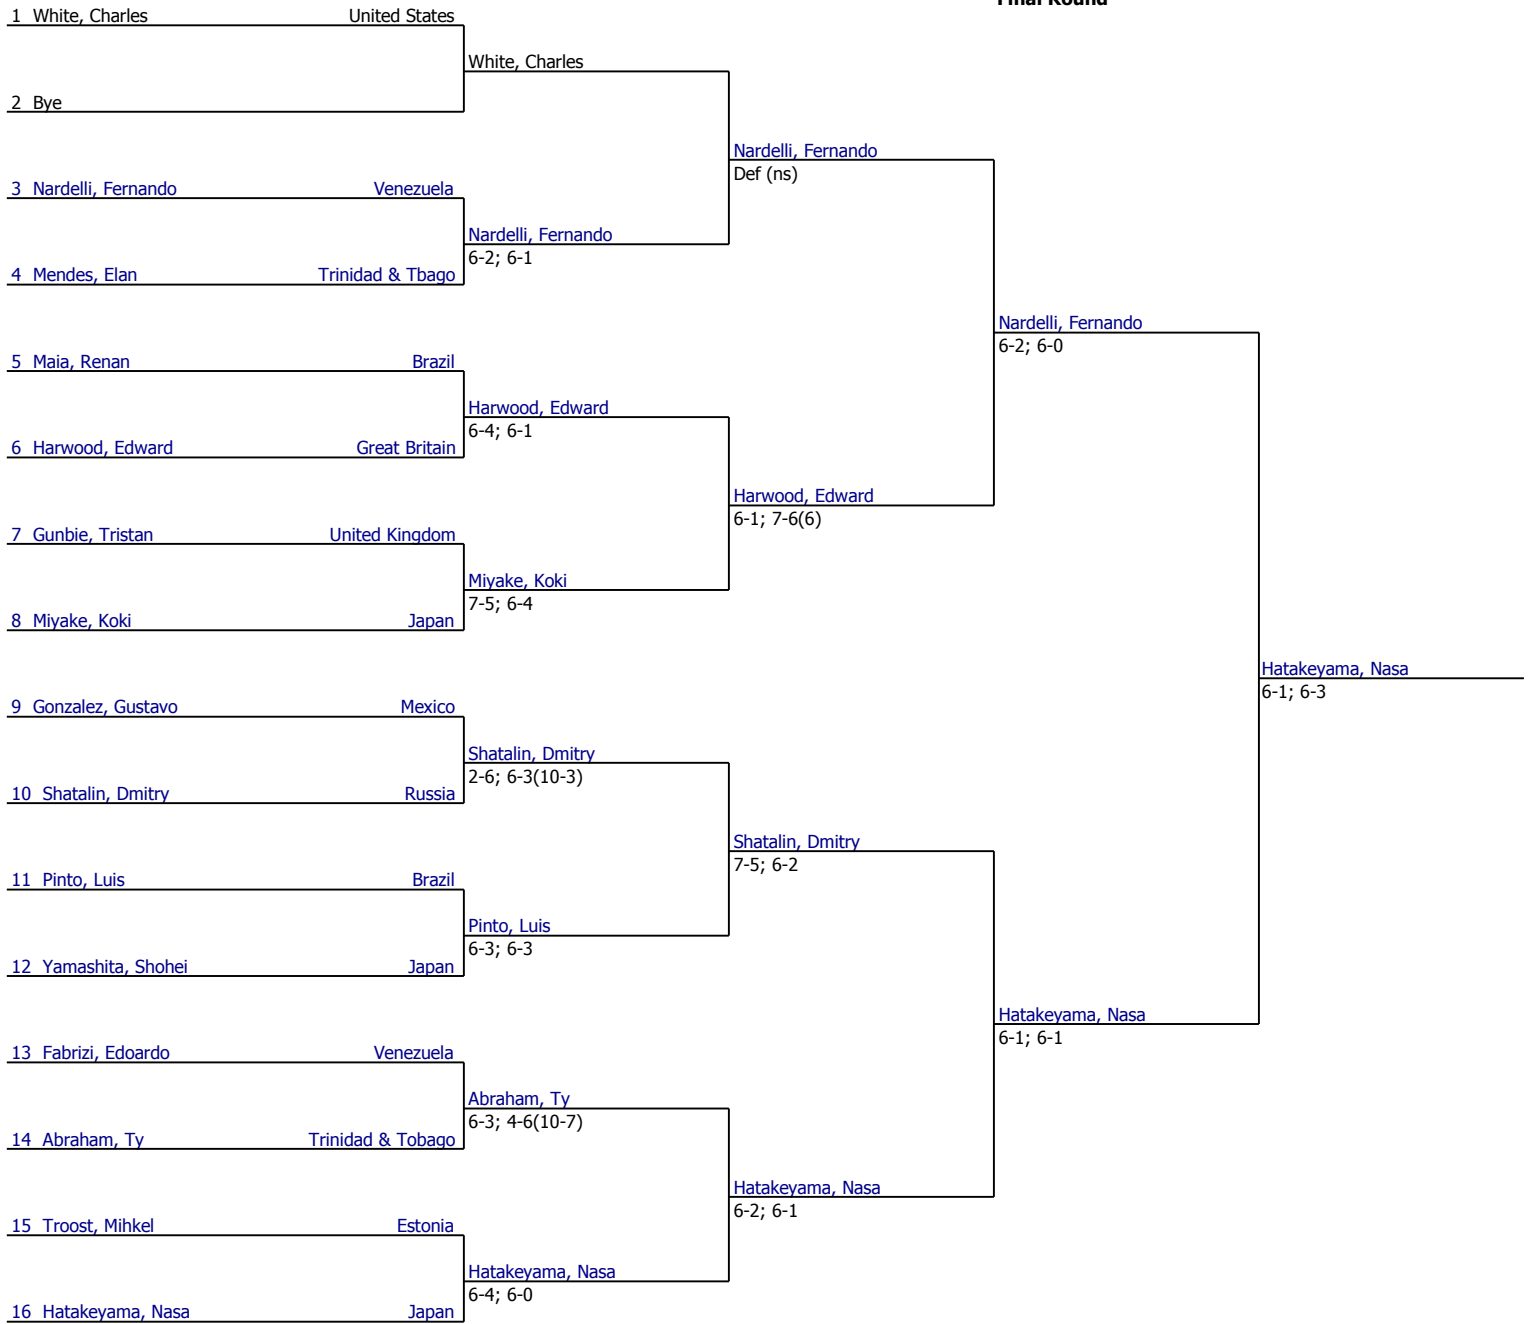 Final Round
1 White, Charles United States
White, Charles
2 Bye
Nardelli, Fernando
Def (ns)
3 Nardelli, Fernando Venezuela
Nardelli, Fernando
6-2; 6-1
4 Mendes, Elan Trinidad & Tbago
Nardelli, Fernando
6-2; 6-0
5 Maia, Renan Brazil
Harwood, Edward
6-4; 6-1
6 Harwood, Edward Great Britain
Harwood, Edward
6-1; 7-6(6)
7 Gunbie, Tristan United Kingdom
Miyake, Koki
7-5; 6-4
8 Miyake, Koki Japan
Hatakeyama, Nasa
6-1; 6-3
9 Gonzalez, Gustavo Mexico
Shatalin, Dmitry
2-6; 6-3(10-3)
10 Shatalin, Dmitry Russia
Shatalin, Dmitry
7-5; 6-2
11 Pinto, Luis Brazil
Pinto, Luis
6-3; 6-3
12 Yamashita, Shohei Japan
Hatakeyama, Nasa
6-1; 6-1
13 Fabrizi, Edoardo Venezuela
Abraham, Ty
6-3; 4-6(10-7)
14 Abraham, Ty Trinidad & Tobago
Hatakeyama, Nasa
6-2; 6-1
15 Troost, Mihkel Estonia
Hatakeyama, Nasa
6-4; 6-0
16 Hatakeyama, Nasa Japan